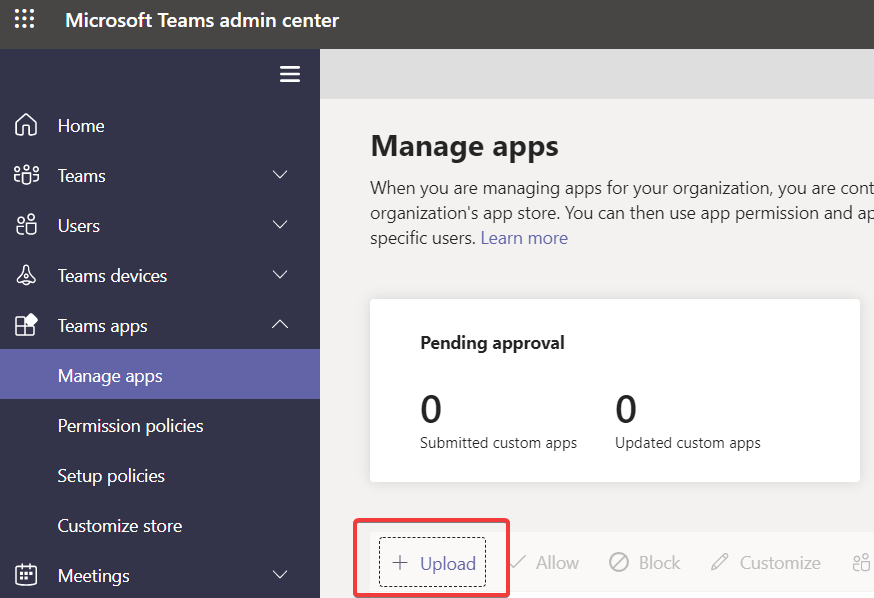 Microsoft Teams admin center
Home
Teams
Users
Teams devices
Teams apps
Manage apps
Permission policies
Setup policies
Customize store
Meetings
Manage apps
When you are managing apps for your organization, you are cont
organization's app store. You can then use app permission and ap
specific users. Learn more
Pending approval
0 0
Submitted custom apps Updated custom apps
+ Upload Allow Block Customize